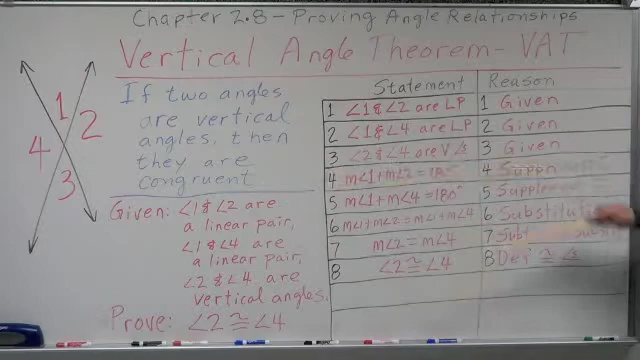 Chapter 2.8 - Proving Angle Relationships
Vertical Angle Theorem - VAT
1
2
4
3
If two angles
are vertical
angles, then
they are
congruent
Given: ∠1 & ∠2 are
a linear pair,
∠1 & ∠4 are
a linear pair,
∠2 & ∠4 are
vertical angles.
Prove: ∠2 ≅ ∠4
Statement Reason
1 ∠1 & ∠2 are LP 1 Given
2 ∠1 & ∠4 are LP 2 Given
3 ∠2 & ∠4 are V ∠s 3 Given
4 m∠1 + m∠2 = 180° 4
5 m∠1 + m∠4 = 180° 5
6 m∠1 + m∠2 = m∠1 + m∠4 6
7 m∠2 = m∠4 7
8 ∠2 ≅ ∠4 8 Def ≅ ∠s